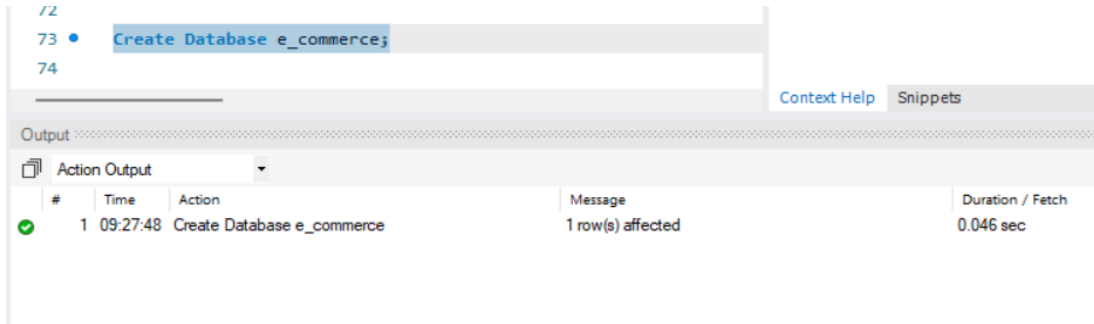 72
73 Create Database e_commerce;
74
Context Help Snippets
Output
Action Output
# Time Action Message Duration / Fetch
1 09:27:48 Create Database e_commerce 1 row(s) affected 0.046 sec